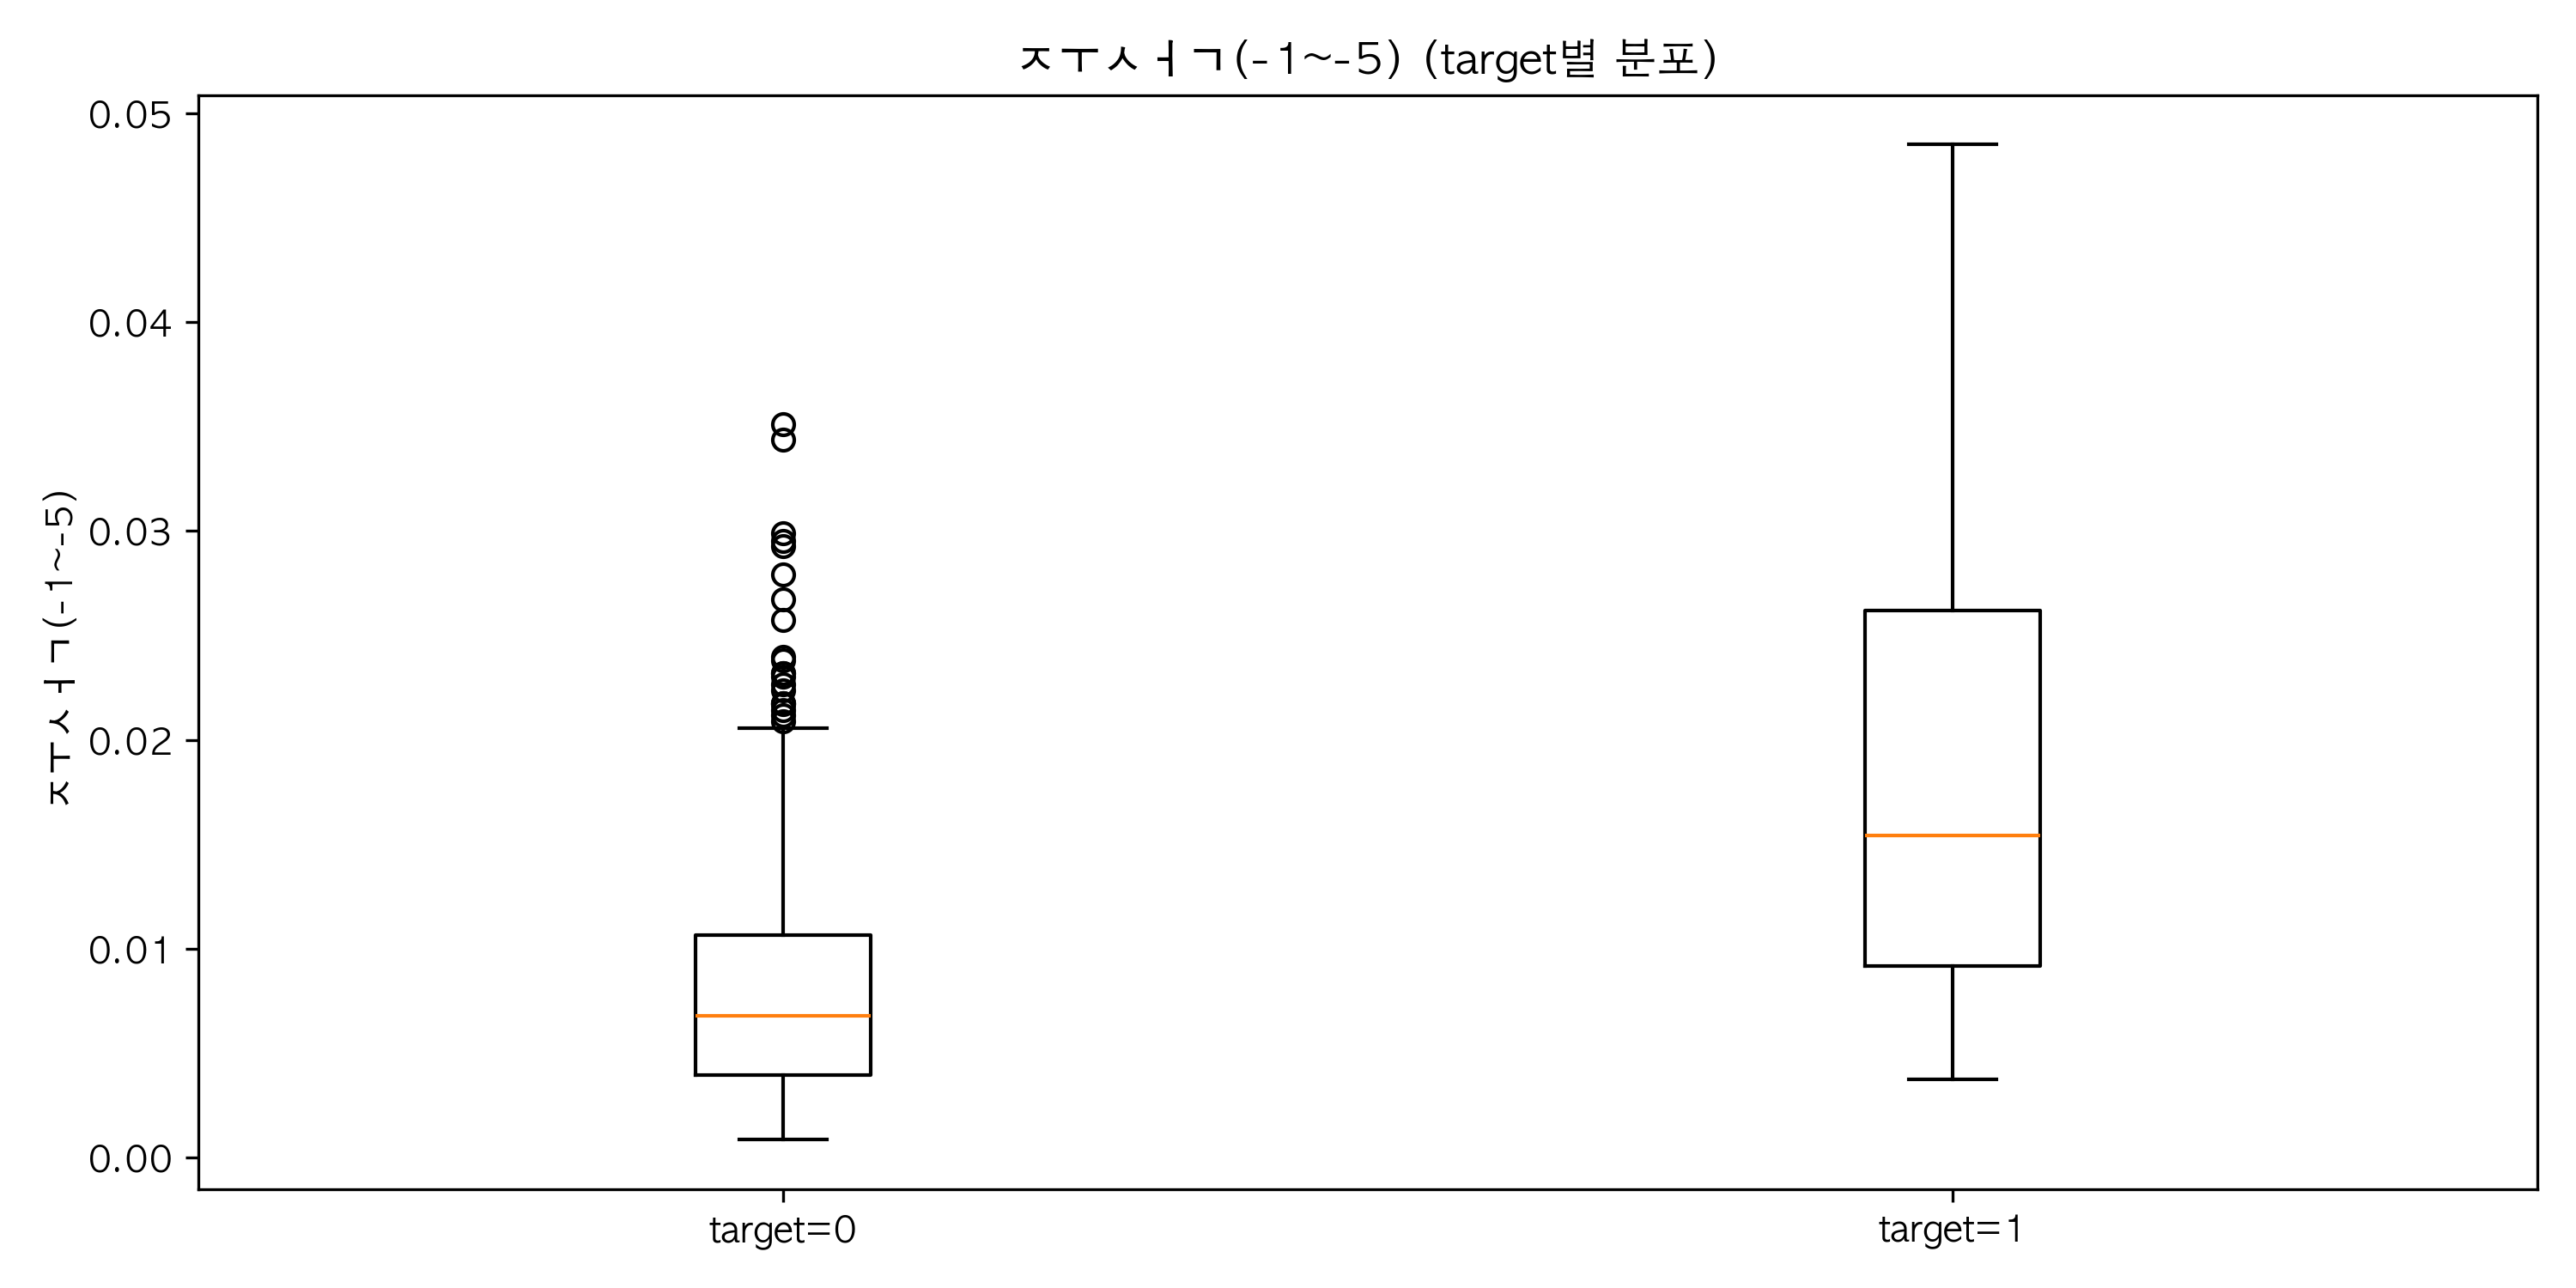 ㅈㅜㅅㅓㄱ(-1~-5) (target별 분포)
ㅈㅜㅅㅓㄱ(-1~-5)
0.05
0.04
0.03
0.02
0.01
0.00
target=0
target=1